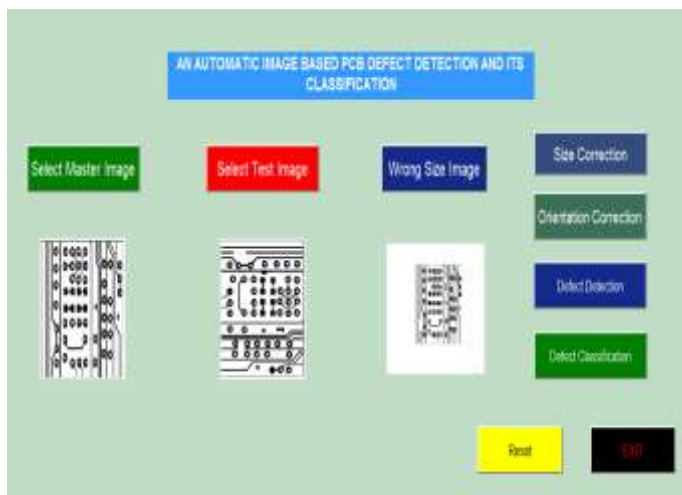 AN AUTOMATIC IMAGE BASED PCB DEFECT DETECTION AND ITS
CLASSIFICATION
Select Master Image
Select Test Image
Wrong Size Image
Size Correction
Orientation Correction
Defect Detection
Defect Classification
Reset
EXIT